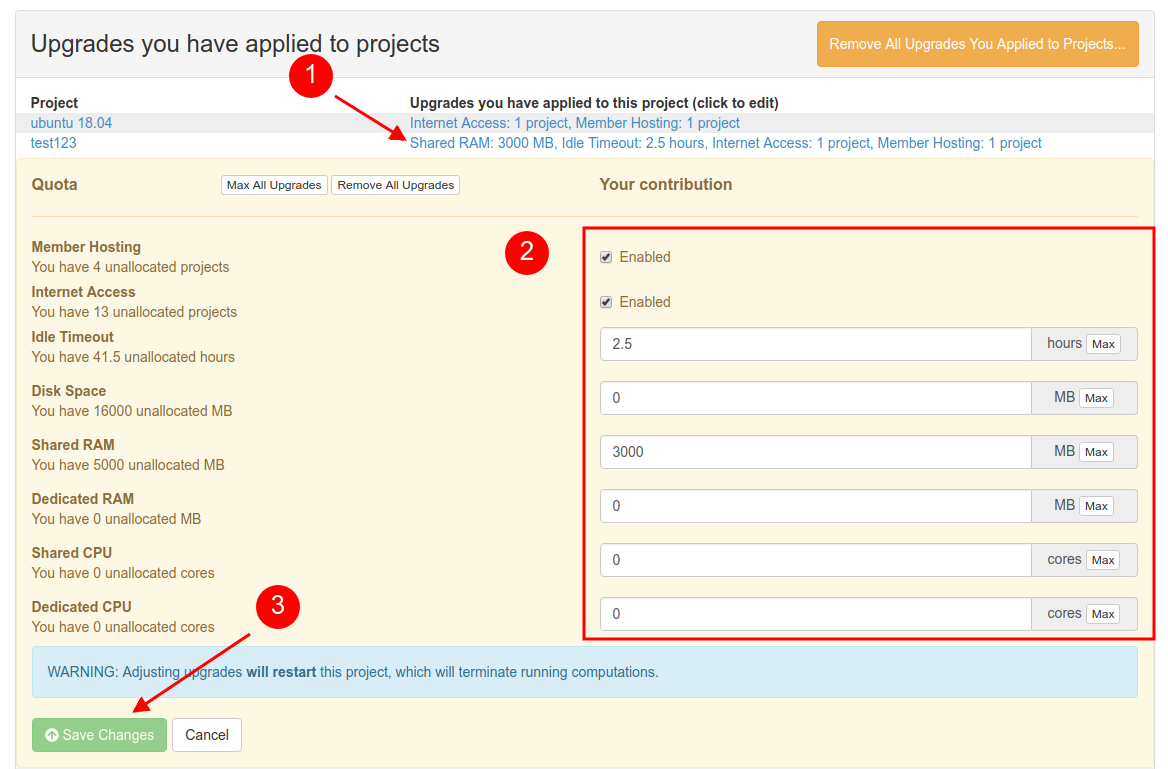 Upgrades you have applied to projects
Remove All Upgrades You Applied to Projects...
1
Project Upgrades you have applied to this project (click to edit)
ubuntu 18.04 Internet Access: 1 project, Member Hosting: 1 project
test123 Shared RAM: 3000 MB, Idle Timeout: 2.5 hours, Internet Access: 1 project, Member Hosting: 1 project
Quota Max All Upgrades Remove All Upgrades Your contribution
2
Member Hosting
You have 4 unallocated projects
Enabled
Internet Access
You have 13 unallocated projects
Enabled
Idle Timeout
You have 41.5 unallocated hours
2.5 hours Max
Disk Space
You have 16000 unallocated MB
0 MB Max
Shared RAM
You have 5000 unallocated MB
3000 MB Max
Dedicated RAM
You have 0 unallocated MB
0 MB Max
Shared CPU
You have 0 unallocated cores
0 cores Max
Dedicated CPU
You have 0 unallocated cores
0 cores Max
3
WARNING: Adjusting upgrades will restart this project, which will terminate running computations.
Save Changes Cancel